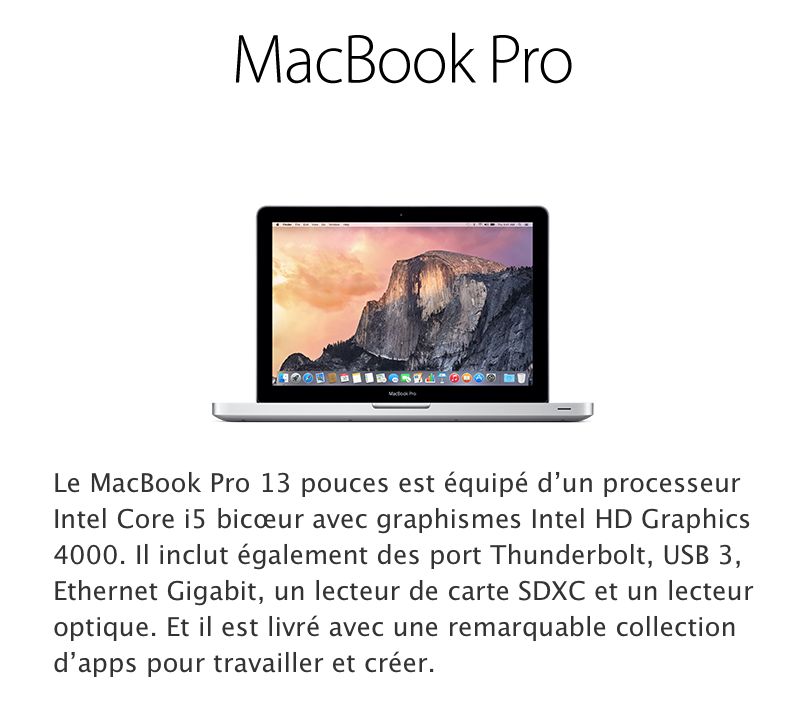 MacBook Pro
MacBook Pro
Le MacBook Pro 13 pouces est équipé d’un processeur
Intel Core i5 bicœur avec graphismes Intel HD Graphics
4000. Il inclut également des port Thunderbolt, USB 3,
Ethernet Gigabit, un lecteur de carte SDXC et un lecteur
optique. Et il est livré avec une remarquable collection
d’apps pour travailler et créer.